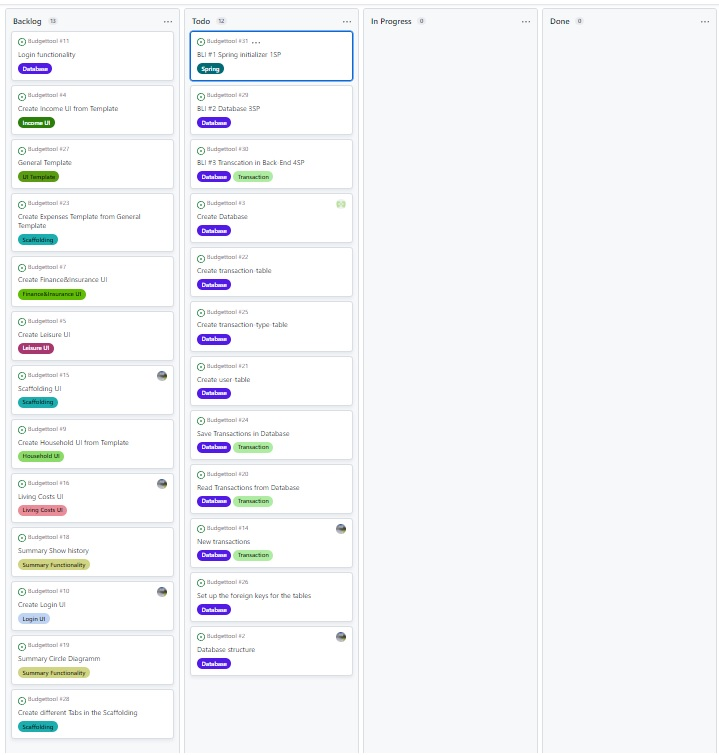 Backlog 13
Budgettool #11
Login functionality
Database
Budgettool #4
Create Income UI from Template
Income UI
Budgettool #27
General Template
UI Template
Budgettool #23
Create Expenses Template from General
Template
Scaffolding
Budgettool #7
Create Finance&Insurance UI
Finance&Insurance UI
Budgettool #5
Create Leisure UI
Leisure UI
Budgettool #15
Scaffolding UI
Scaffolding
Budgettool #9
Create Household UI from Template
Household UI
Budgettool #16
Living Costs UI
Living Costs UI
Budgettool #18
Summary Show history
Summary Functionality
Budgettool #10
Create Login UI
Login UI
Budgettool #19
Summary Circle Diagramm
Summary Functionality
Budgettool #28
Create different Tabs in the Scaffolding
Scaffolding
Todo 12
Budgettool #31
BLI #1 Spring initializer 1SP
Spring
Budgettool #29
BLI #2 Database 3SP
Database
Budgettool #30
BLI #3 Transcation in Back-End 4SP
Database Transaction
Budgettool #3
Create Database
Database
Budgettool #22
Create transaction-table
Database
Budgettool #25
Create transaction-type-table
Database
Budgettool #21
Create user-table
Database
Budgettool #24
Save Transactions in Database
Database Transaction
Budgettool #20
Read Transactions from Database
Database Transaction
Budgettool #14
New transactions
Database Transaction
Budgettool #26
Set up the foreign keys for the tables
Database
Budgettool #2
Database structure
Database
In Progress 0
Done 0